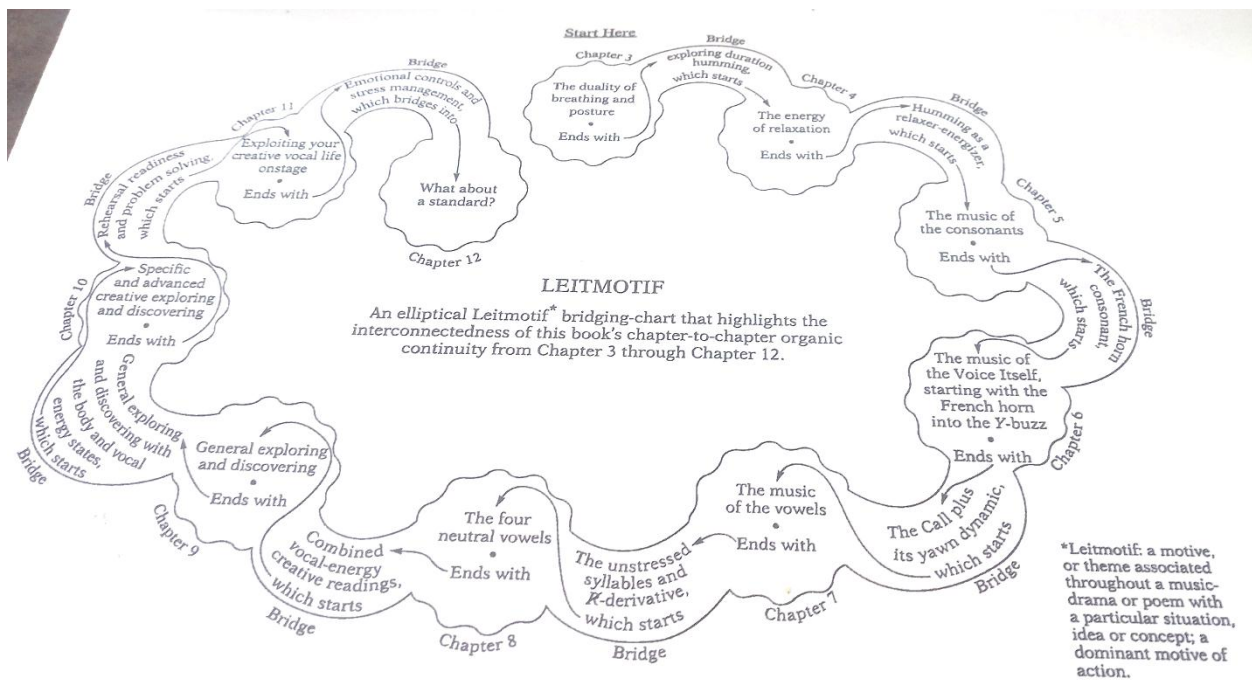 Start Here
Chapter 3
The duality of
breathing and
posture
•
Ends with
Bridge
exploring duration
humming,
which starts
Chapter 4
The energy
of relaxation
•
Ends with
Bridge
Humming as a
relaxer-energizer,
which starts
Chapter 5
The music of
the consonants
•
Ends with
Bridge
The French horn
consonant,
which starts
Chapter 6
The music of
the Voice Itself,
starting with the
French horn
into the Y-buzz
•
Ends with
Bridge
The Call plus
its yawn dynamic,
which starts
Chapter 7
The music
of the vowels
•
Ends with
Bridge
The unstressed
syllables and
R-derivative,
which starts
Chapter 8
The four
neutral vowels
•
Ends with
Bridge
Combined
vocal-energy
creative readings,
which starts
Chapter 9
General exploring
and discovering
•
Ends with
Bridge
General exploring
and discovering with
the body and vocal
energy states,
which starts
Chapter 10
Specific
and advanced
creative exploring
and discovering
•
Ends with
Bridge
Rehearsal readiness
and problem solving,
which starts
Chapter 11
Exploiting your
creative vocal life
onstage
•
Ends with
Bridge
Emotional controls and
stress management,
which bridges into
What about
a standard?
Chapter 12
LEITMOTIF
An elliptical Leitmotif* bridging-chart that highlights the
interconnectedness of this book's chapter-to-chapter organic
continuity from Chapter 3 through Chapter 12.
*Leitmotif: a motive,
or theme associated
throughout a music-
drama or poem with
a particular situation,
idea or concept; a
dominant motive of
action.